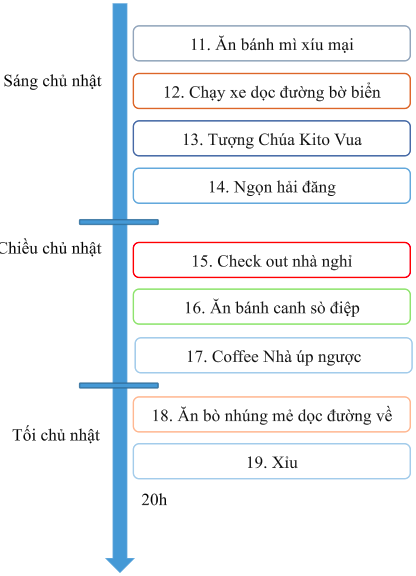 11. Ăn bánh mì xíu mại
Sáng chủ nhật
12. Chạy xe dọc đường bờ biển
13. Tượng Chúa Kito Vua
14. Ngọn hải đăng
Chiều chủ nhật
15. Check out nhà nghỉ
16. Ăn bánh canh sò điệp
17. Coffee Nhà úp ngược
18. Ăn bò nhúng mẻ dọc đường về
Tối chủ nhật
19. Xỉu
20h